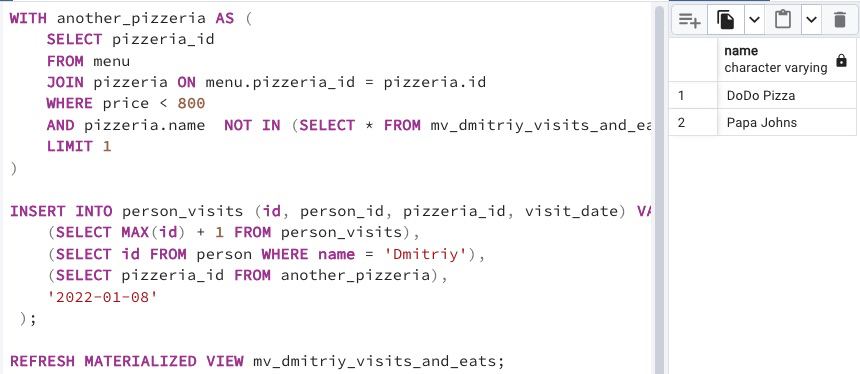 WITH another_pizzeria AS (
    SELECT pizzeria_id
    FROM menu
    JOIN pizzeria ON menu.pizzeria_id = pizzeria.id
    WHERE price < 800
    AND pizzeria.name  NOT IN (SELECT * FROM mv_dmitriy_visits_and_ea
    LIMIT 1
)
INSERT INTO person_visits (id, person_id, pizzeria_id, visit_date) VA
    (SELECT MAX(id) + 1 FROM person_visits),
    (SELECT id FROM person WHERE name = 'Dmitriy'),
    (SELECT pizzeria_id FROM another_pizzeria),
    '2022-01-08'
 );
REFRESH MATERIALIZED VIEW mv_dmitriy_visits_and_eats;
name
character varying
1 DoDo Pizza
2 Papa Johns